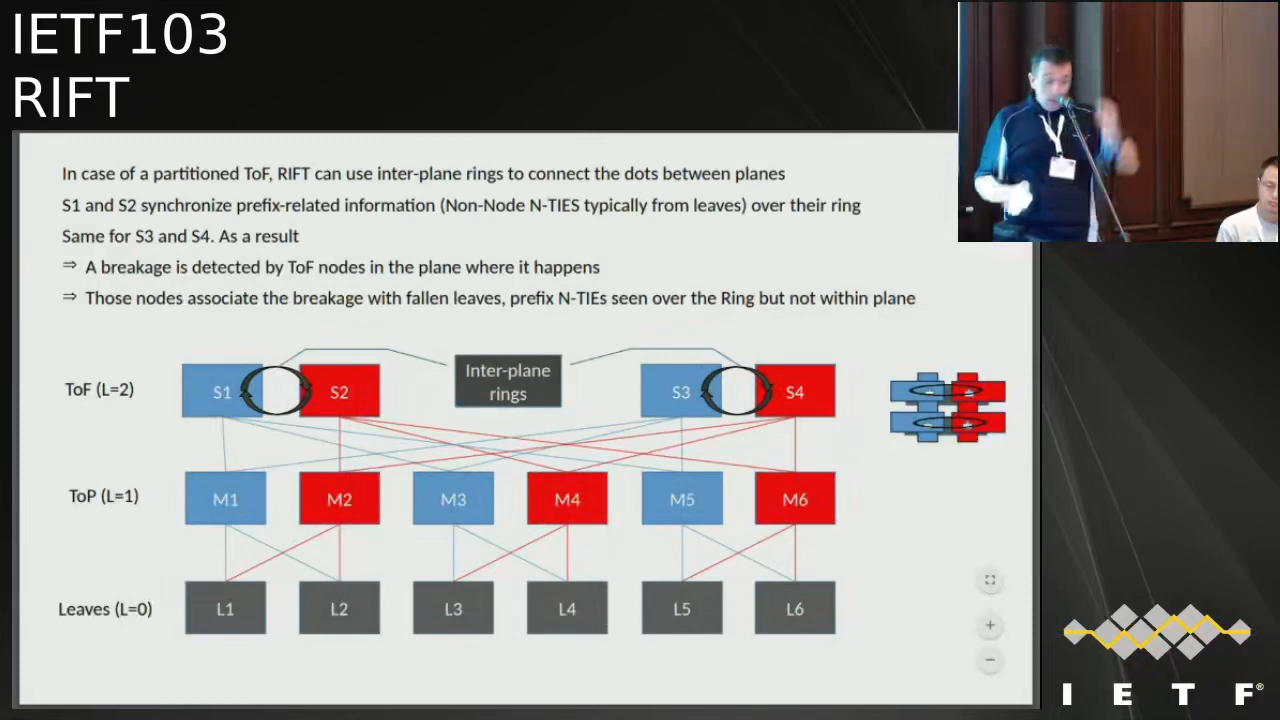 IETF103
RIFT
In case of a partitioned ToF, RIFT can use inter-plane rings to connect the dots between planes
S1 and S2 synchronize prefix-related information (Non-Node N-TIES typically from leaves) over their ring
Same for S3 and S4. As a result
⇒ A breakage is detected by ToF nodes in the plane where it happens
⇒ Those nodes associate the breakage with fallen leaves, prefix N-TIEs seen over the Ring but not within plane
Inter-plane
rings
ToF (L=2)
S1 S2 S3 S4
ToP (L=1)
M1 M2 M3 M4 M5 M6
Leaves (L=0)
L1 L2 L3 L4 L5 L6
+
−
I E T F®